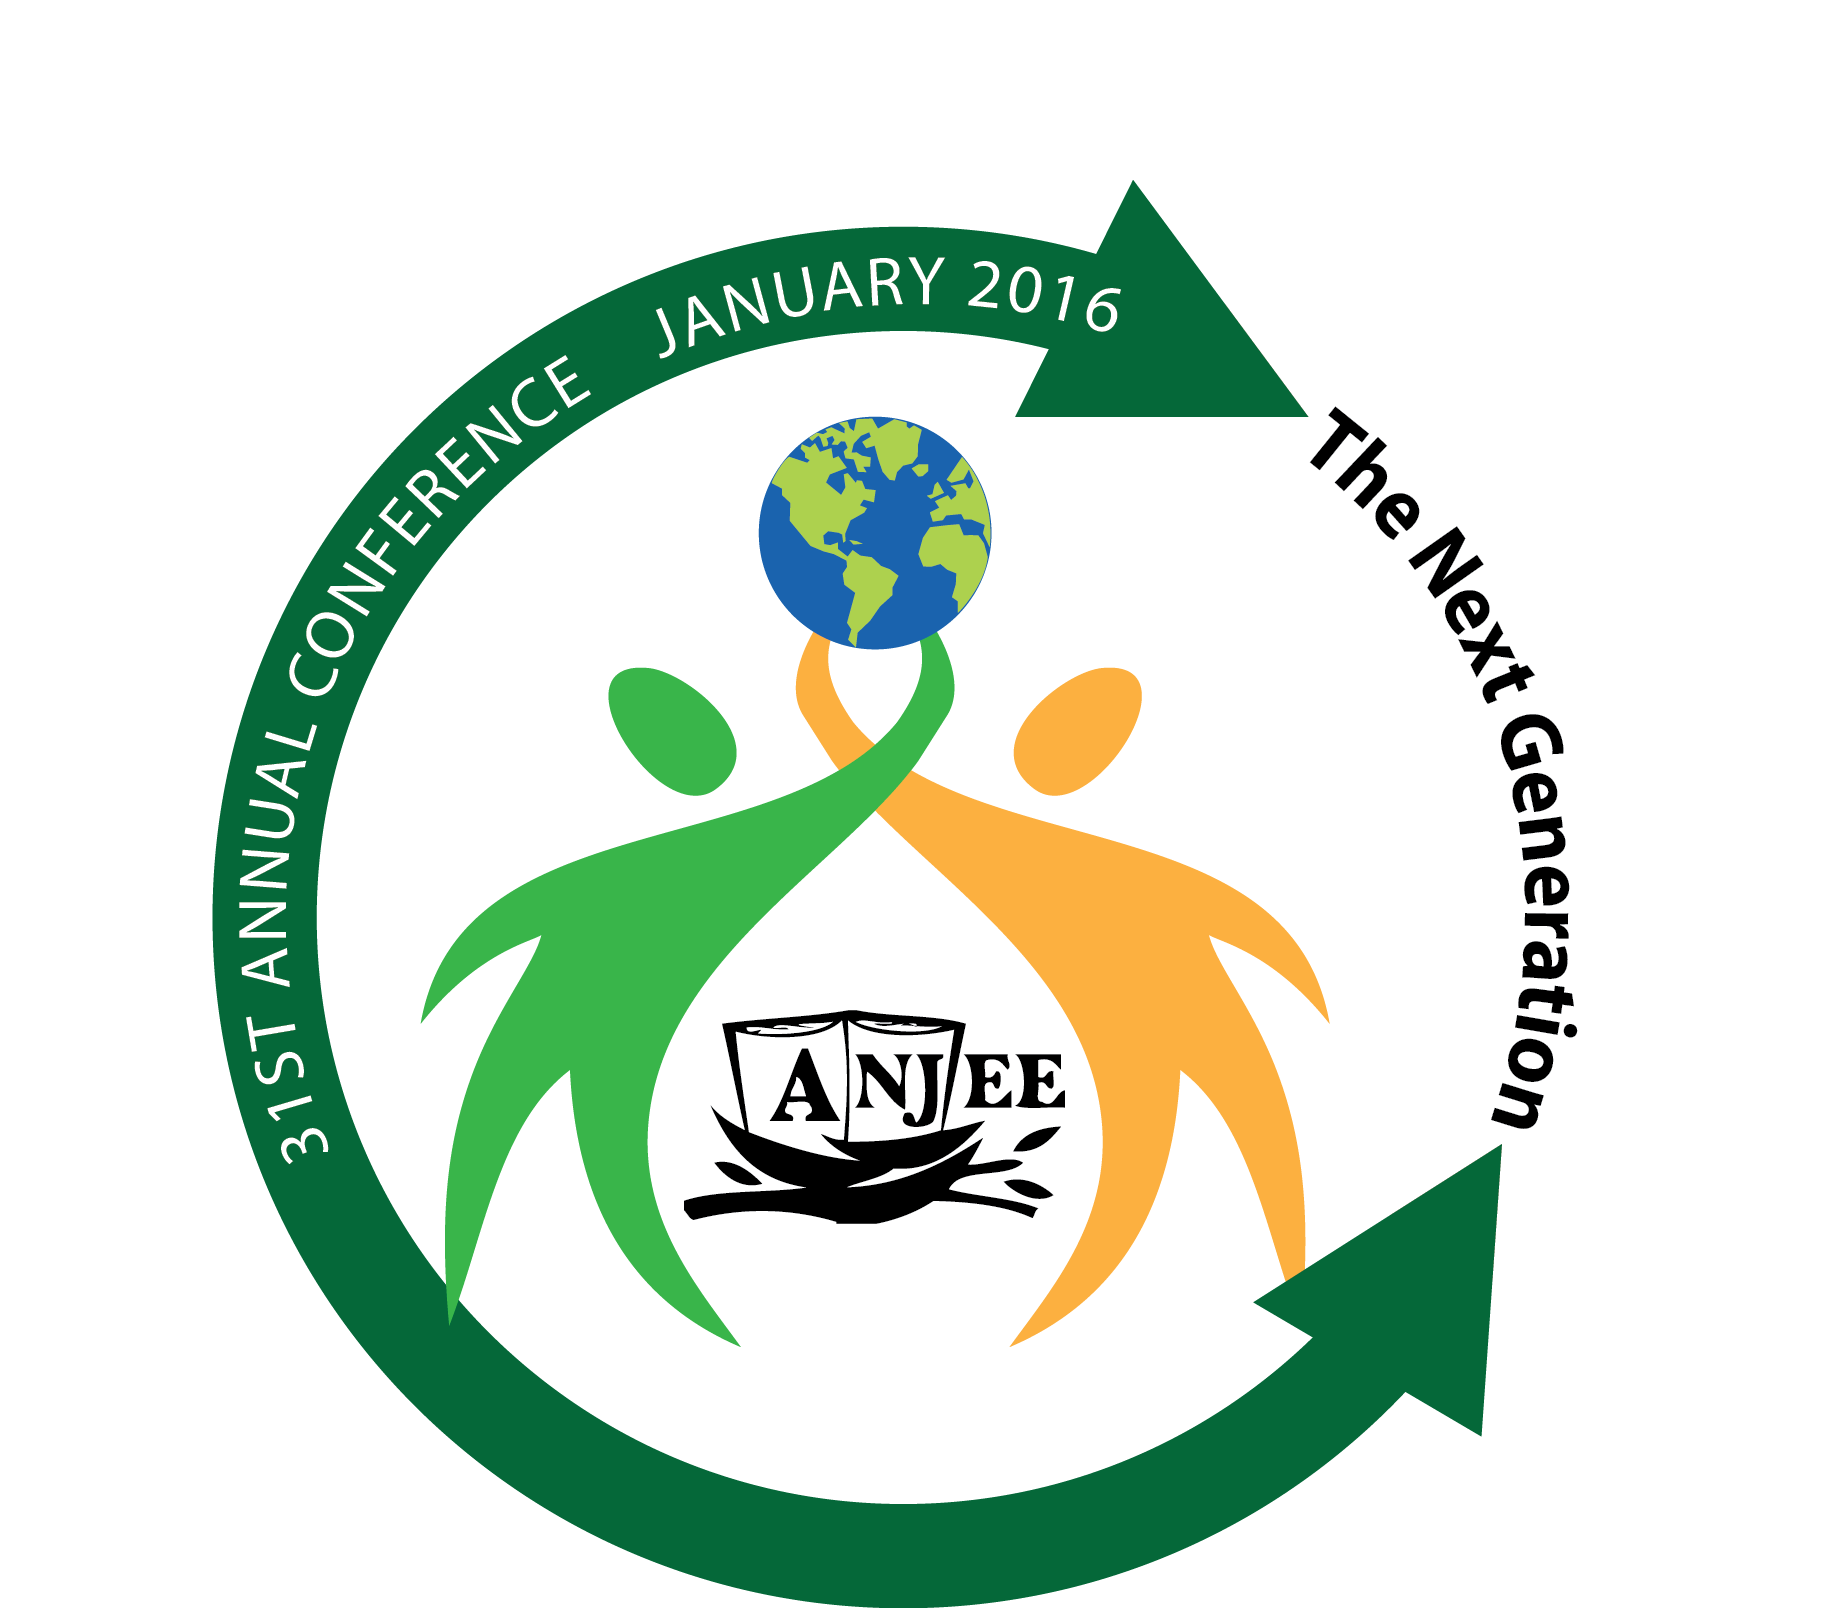 31ST ANNUAL CONFERENCE JANUARY 2016
The Next Generation
ANJEE